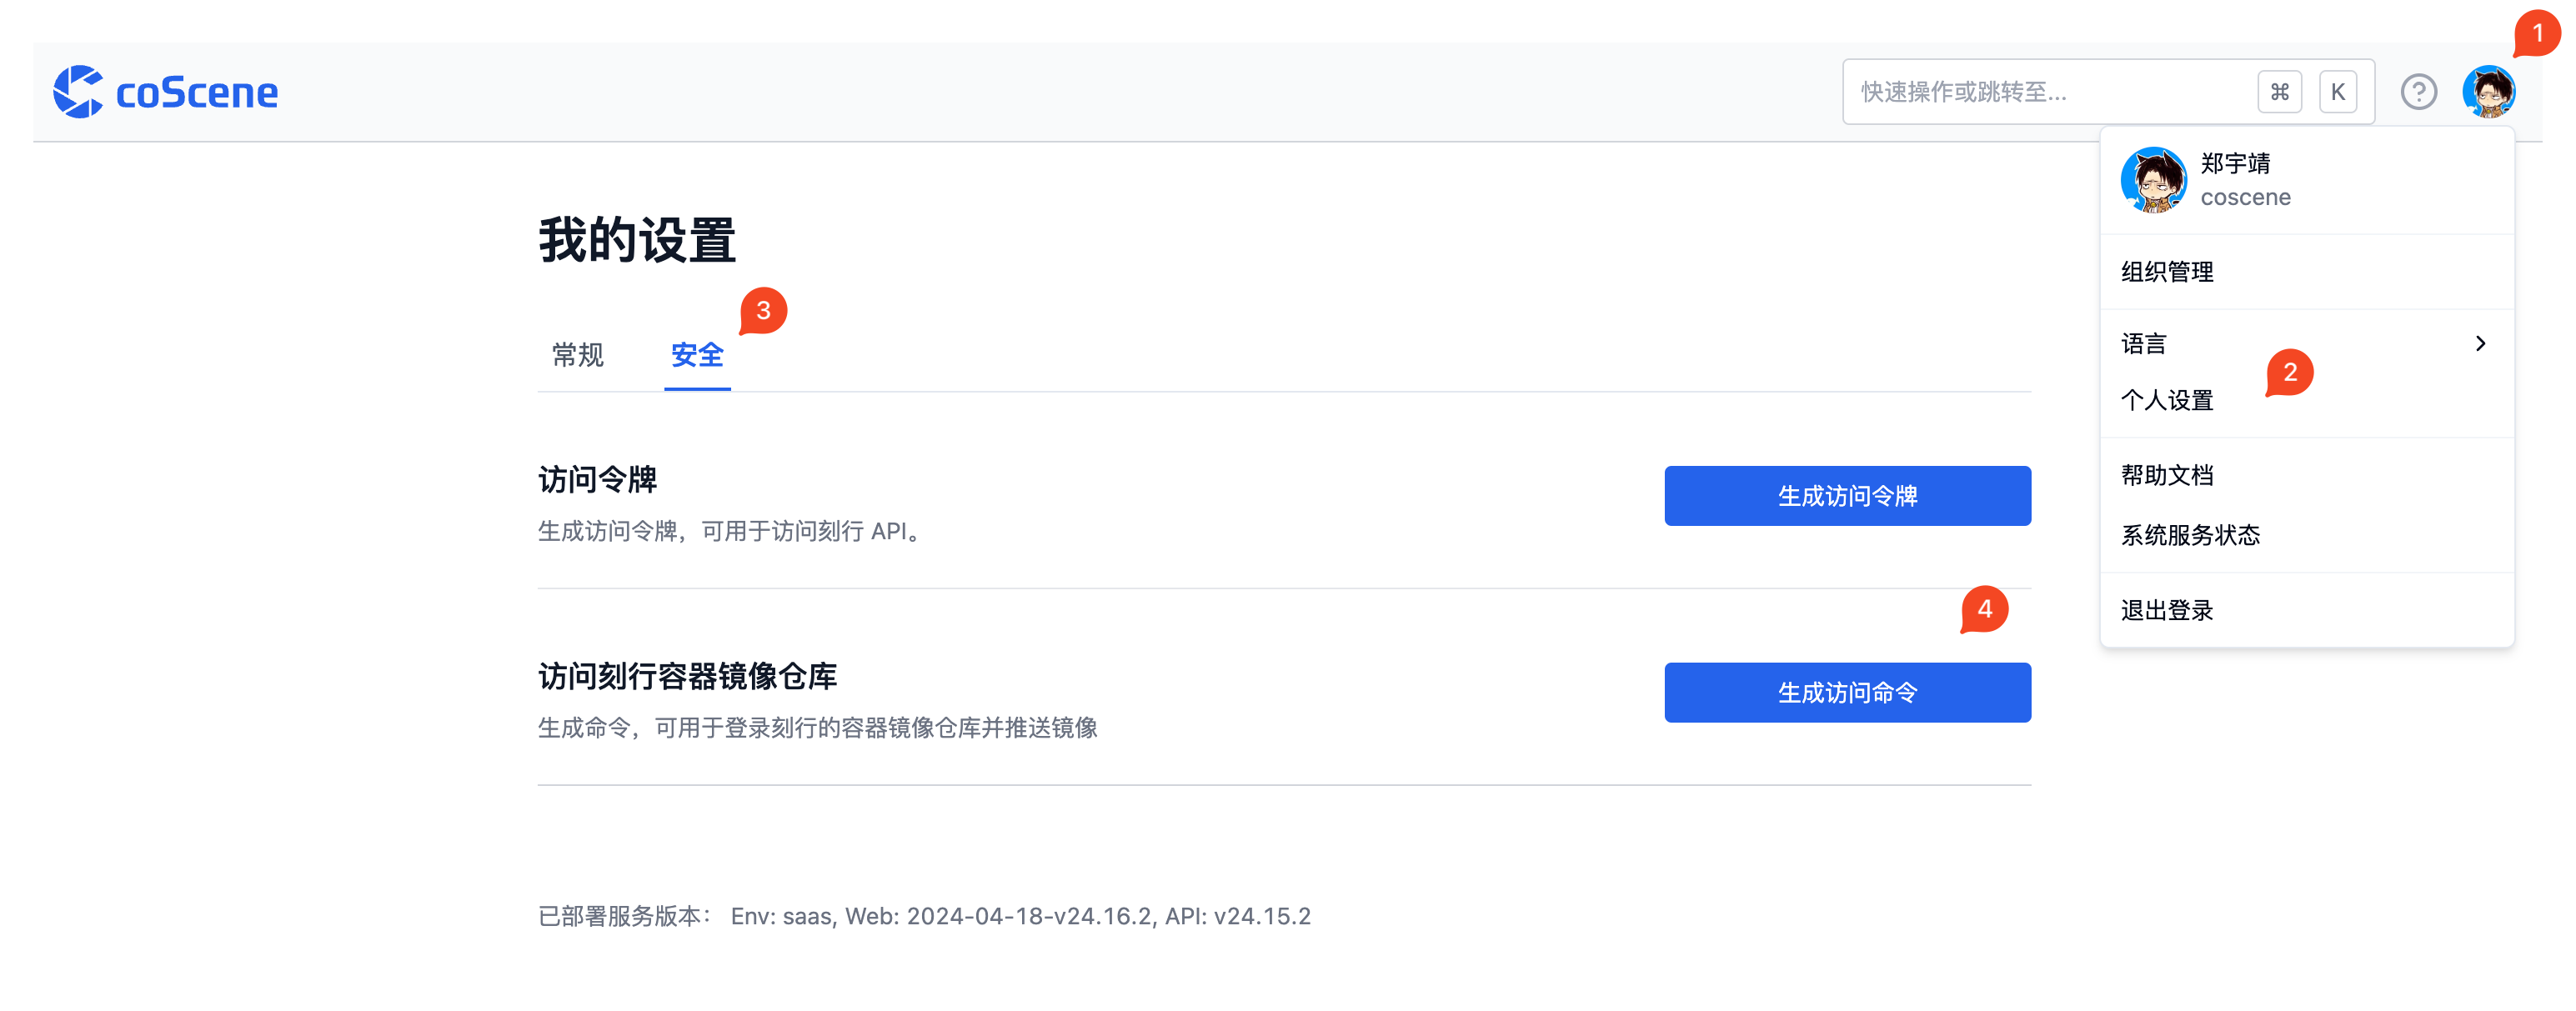 1
coScene
快速操作或跳转至...
⌘
K
?
郑宇靖
coscene
组织管理
语言
2
个人设置
帮助文档
系统服务状态
退出登录
我的设置
3
常规
安全
访问令牌
生成访问令牌，可用于访问刻行 API。
生成访问令牌
4
访问刻行容器镜像仓库
生成命令，可用于登录刻行的容器镜像仓库并推送镜像
生成访问命令
已部署服务版本： Env: saas, Web: 2024-04-18-v24.16.2, API: v24.15.2